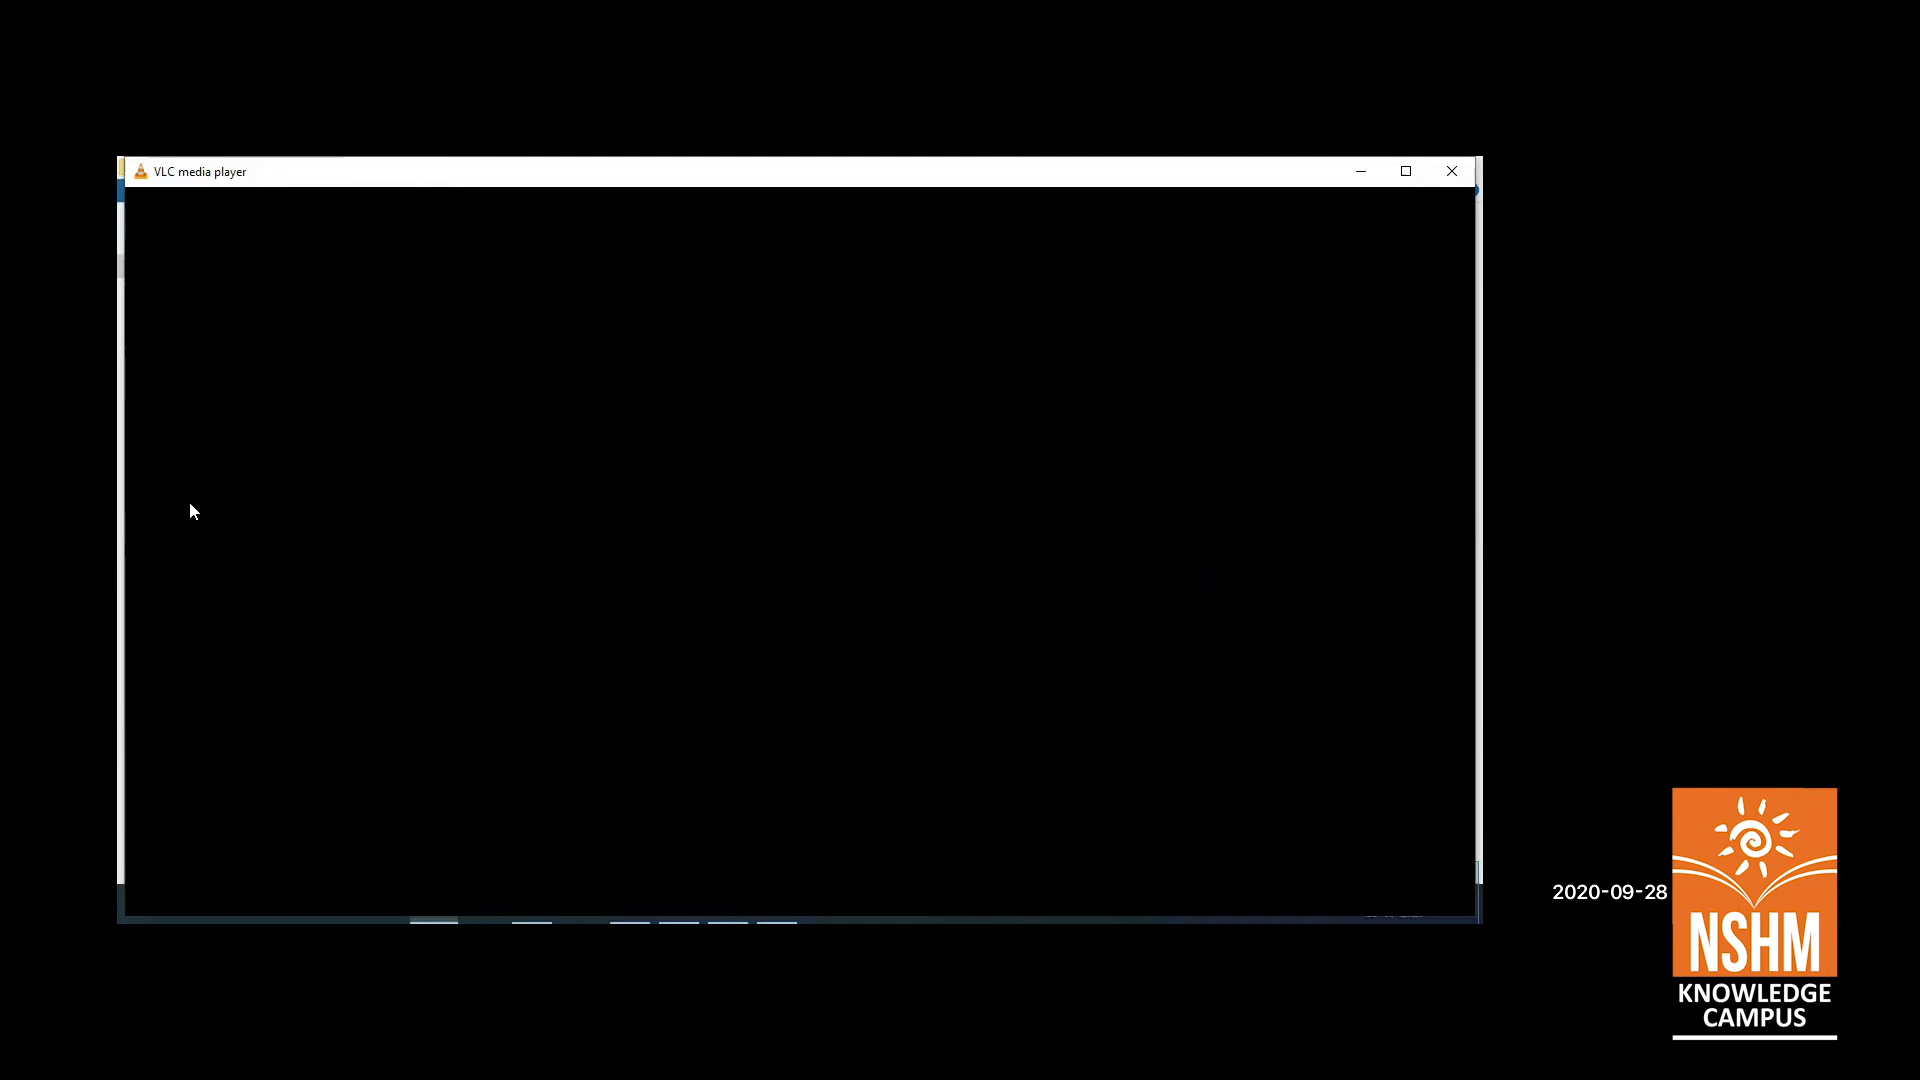 VLC media player
2020-09-28
NSHM
KNOWLEDGE
CAMPUS